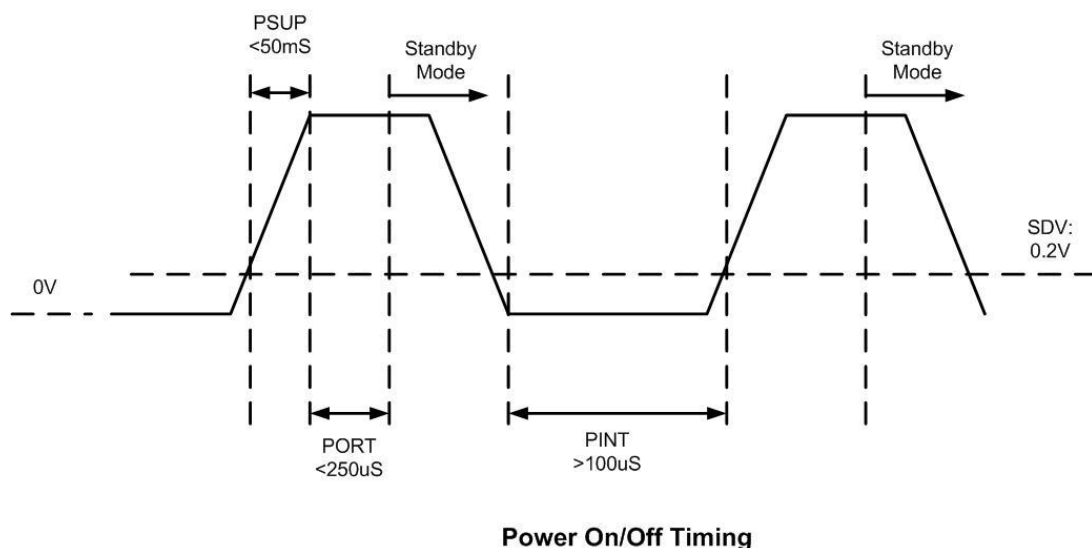 PSUP
<50mS
Standby
Mode
Standby
Mode
SDV:
0.2V
0V
PORT
<250uS
PINT
>100uS
Power On/Off Timing